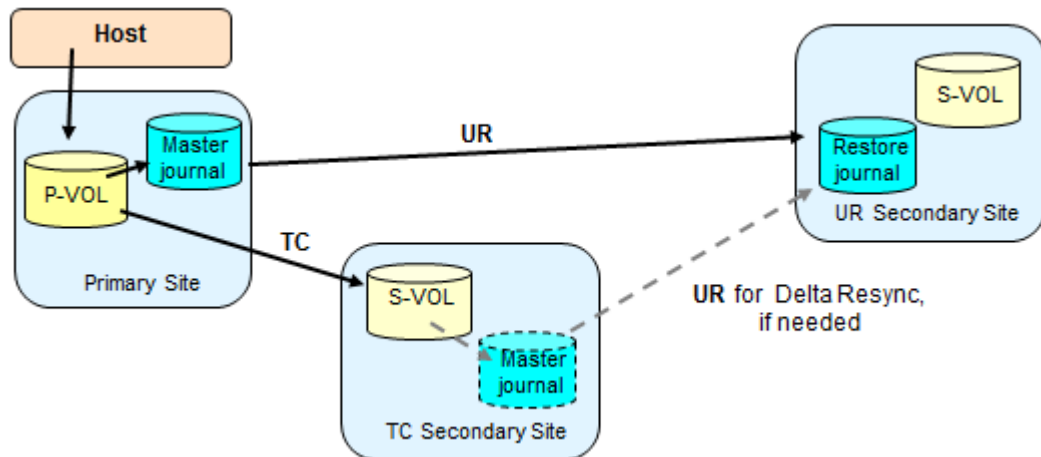 Host
P-VOL
Master
journal
Primary Site
UR
TC
S-VOL
Master
journal
TC Secondary Site
S-VOL
Restore
journal
UR Secondary Site
UR for Delta Resync,
if needed